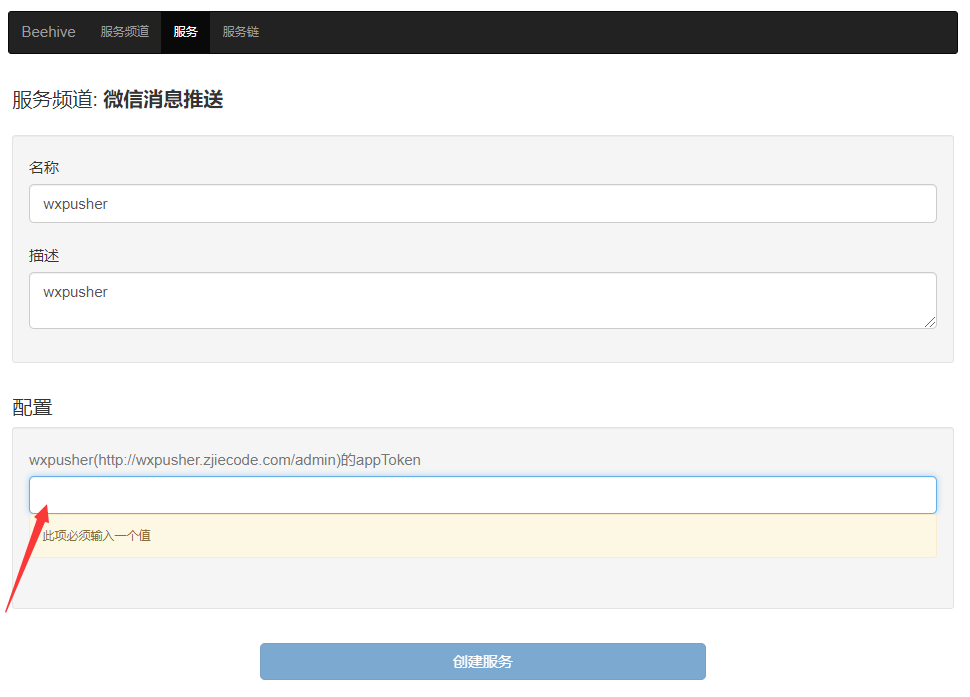 Beehive 服务频道 服务 服务链
服务频道: 微信消息推送
名称
wxpusher
描述
wxpusher
配置
wxpusher(http://wxpusher.zjiecode.com/admin)的appToken
此项必须输入一个值
创建服务